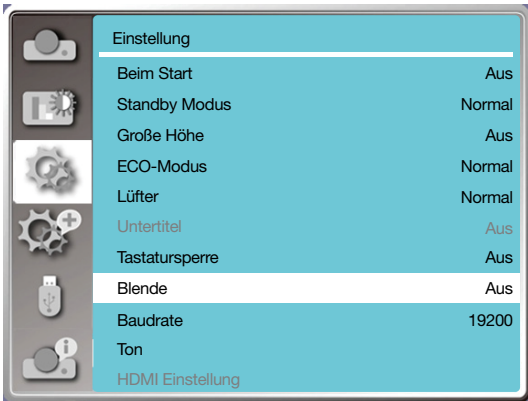 Einstellung
Beim Start Aus
Standby Modus Normal
Große Höhe Aus
ECO-Modus Normal
Lüfter Normal
Untertitel Aus
Tastatursperre Aus
Blende Aus
Baudrate 19200
Ton
HDMI Einstellung